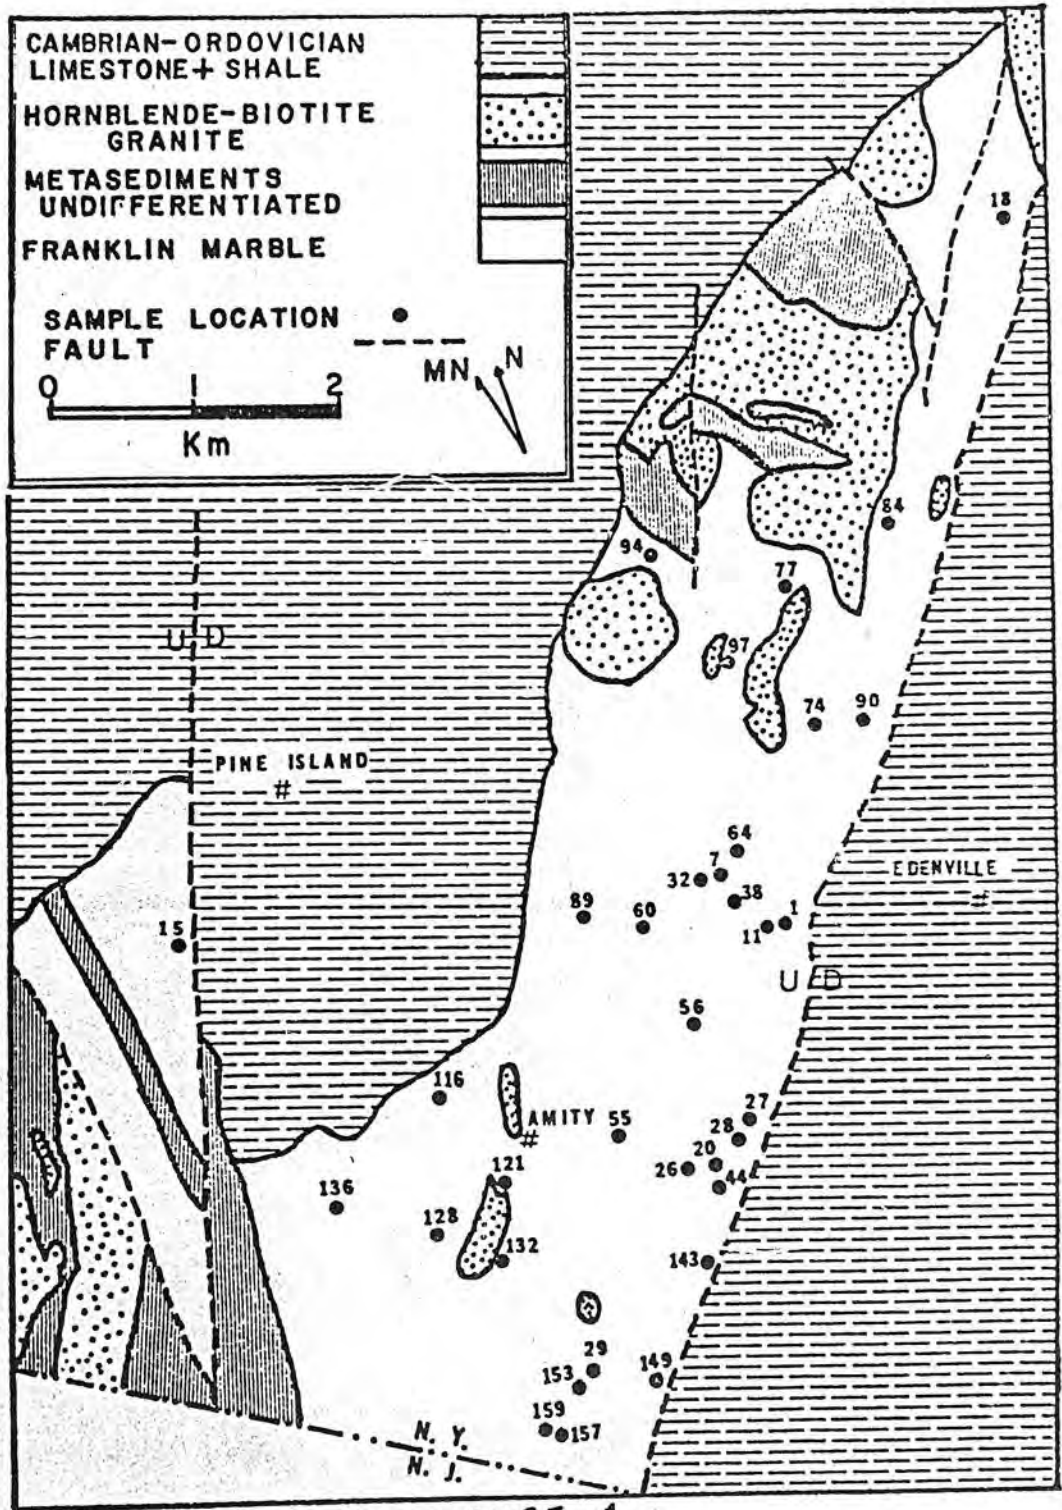 CAMBRIAN-ORDOVICIAN
LIMESTONE + SHALE
HORNBLENDE-BIOTITE
GRANITE
METASEDIMENTS
UNDIFFERENTIATED
FRANKLIN MARBLE
SAMPLE LOCATION
FAULT
MN N
0 1 2
Km
18
84
94
77
97
U D
74 90
PINE ISLAND
#
64
7
32
EDENVILLE
#
38
89
60
1
11
15
U D
56
116
27
AMITY
#
55
28
20
26
44
121
136
128
132
143
29
153
149
159
157
N.Y.
N.J.